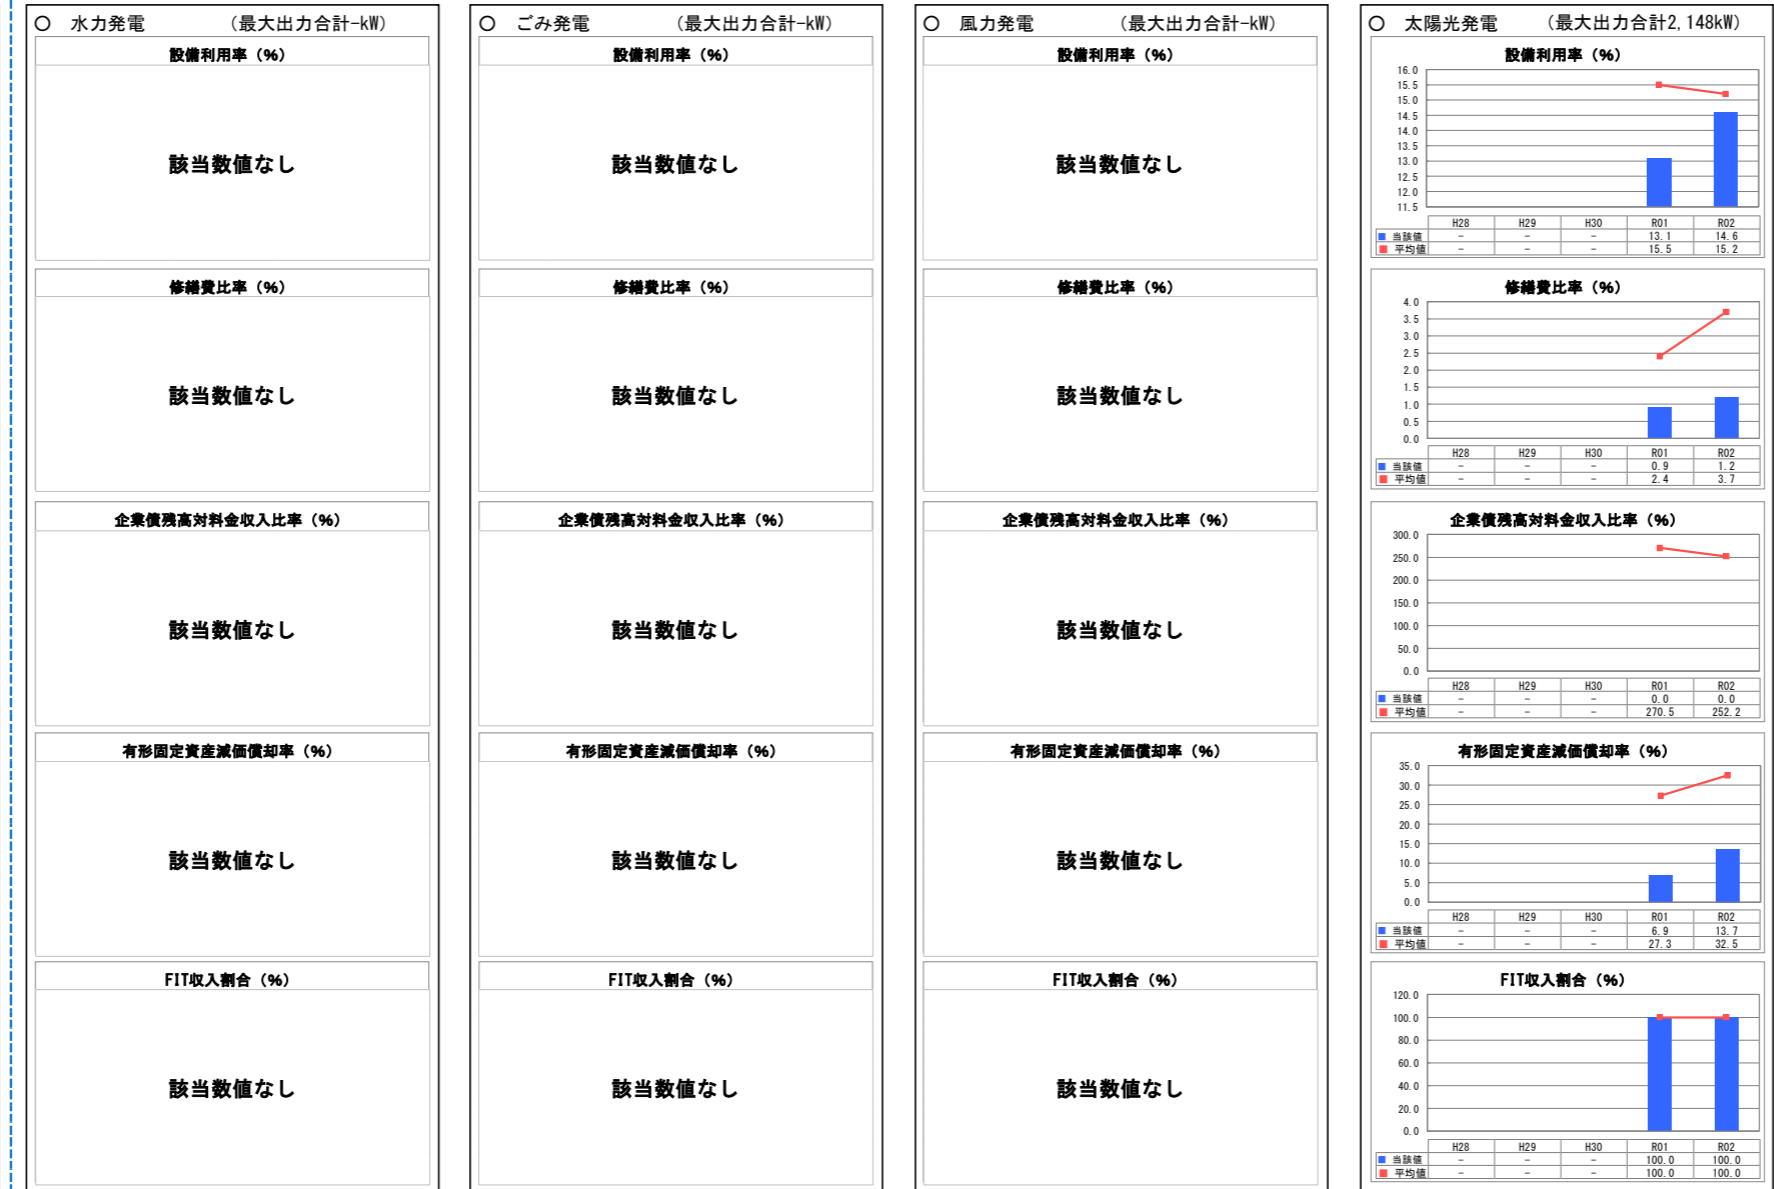 ○ 水力発電 （最大出力合計-kW）
設備利用率（％）
該当数値なし
修繕費比率（％）
該当数値なし
企業債残高対料金収入比率（％）
該当数値なし
有形固定資産減価償却率（％）
該当数値なし
FIT収入割合（％）
該当数値なし
○ ごみ発電 （最大出力合計-kW）
設備利用率（％）
該当数値なし
修繕費比率（％）
該当数値なし
企業債残高対料金収入比率（％）
該当数値なし
有形固定資産減価償却率（％）
該当数値なし
FIT収入割合（％）
該当数値なし
○ 風力発電 （最大出力合計-kW）
設備利用率（％）
該当数値なし
修繕費比率（％）
該当数値なし
企業債残高対料金収入比率（％）
該当数値なし
有形固定資産減価償却率（％）
該当数値なし
FIT収入割合（％）
該当数値なし
○ 太陽光発電 （最大出力合計2,148kW）
設備利用率（％）
16.0
15.5
15.0
14.5
14.0
13.5
13.0
12.5
12.0
11.5
H28 H29 H30 R01 R02
当該値 - - - 13.1 14.6
平均値 - - - 15.5 15.2
修繕費比率（％）
4.0
3.5
3.0
2.5
2.0
1.5
1.0
0.5
0.0
H28 H29 H30 R01 R02
当該値 - - - 0.9 1.2
平均値 - - - 2.4 3.7
企業債残高対料金収入比率（％）
300.0
250.0
200.0
150.0
100.0
50.0
0.0
H28 H29 H30 R01 R02
当該値 - - - 0.0 0.0
平均値 - - - 270.5 252.2
有形固定資産減価償却率（％）
35.0
30.0
25.0
20.0
15.0
10.0
5.0
0.0
H28 H29 H30 R01 R02
当該値 - - - 6.9 13.7
平均値 - - - 27.3 32.5
FIT収入割合（％）
120.0
100.0
80.0
60.0
40.0
20.0
0.0
H28 H29 H30 R01 R02
当該値 - - - 100.0 100.0
平均値 - - - 100.0 100.0